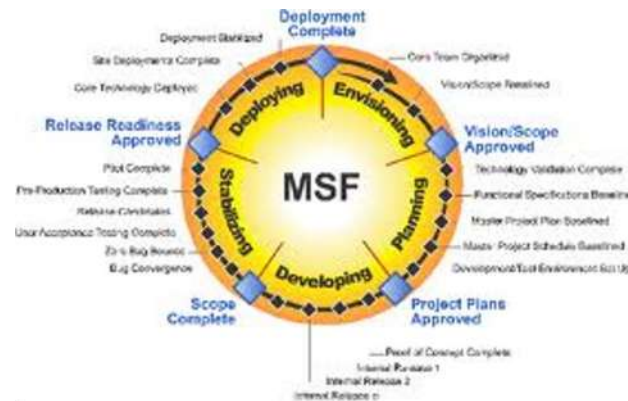 Deployment
Complete
Deployment Stabilized
Site Deployments Complete
Core Technology Deployed
Core Team Organized
Vision/Scope Baselined
Deploying
Envisioning
Release Readiness
Approved
Vision/Scope
Approved
Pilot Complete
Pre-Production Testing Complete
Release Candidates
User Acceptance Testing Complete
Zero Bug Bounce
Bug Convergence
Technology Validation Complete
Functional Specifications Baselined
Master Project Plan Baselined
Master Project Schedule Baselined
Development/Tool Environment Set Up
MSF
Stabilizing
Planning
Developing
Scope
Complete
Project Plans
Approved
Proof of Concept Complete
Internal Release 1
Internal Release 2
Internal Release n